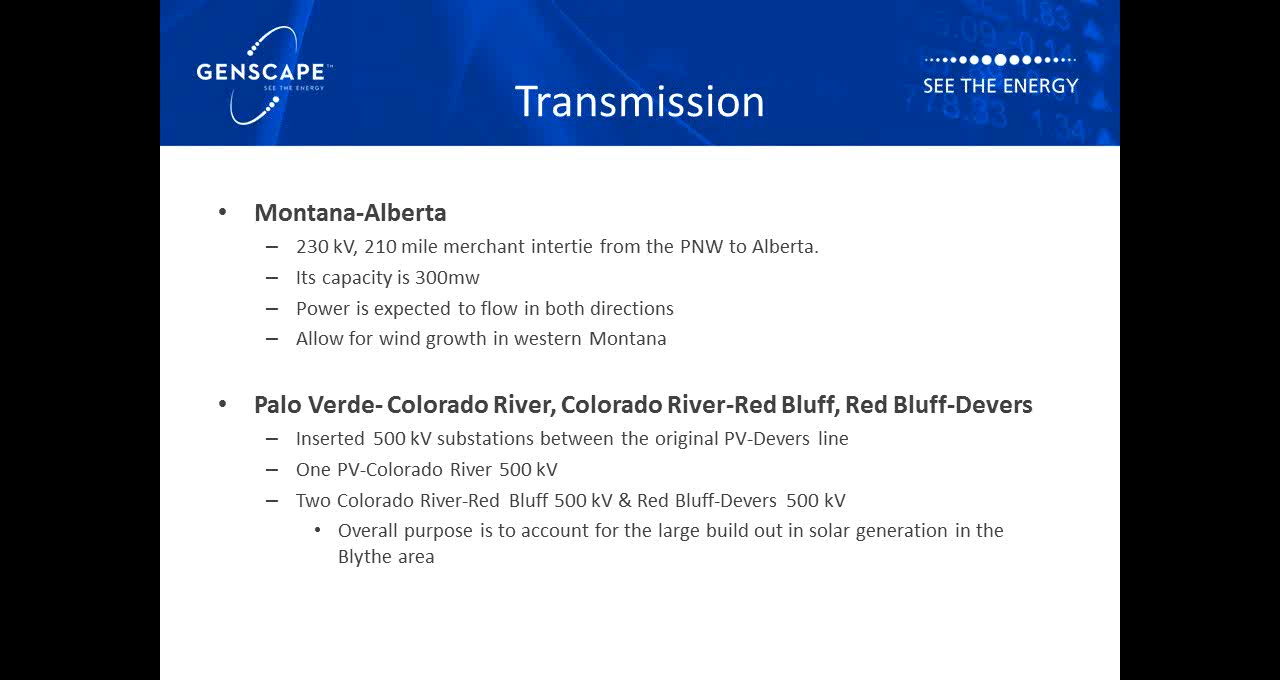 GENSCAPE™
SEE THE ENERGY
SEE THE ENERGY
Transmission
• Montana-Alberta
– 230 kV, 210 mile merchant intertie from the PNW to Alberta.
– Its capacity is 300mw
– Power is expected to flow in both directions
– Allow for wind growth in western Montana
• Palo Verde- Colorado River, Colorado River-Red Bluff, Red Bluff-Devers
– Inserted 500 kV substations between the original PV-Devers line
– One PV-Colorado River 500 kV
– Two Colorado River-Red Bluff 500 kV & Red Bluff-Devers 500 kV
• Overall purpose is to account for the large build out in solar generation in the
Blythe area